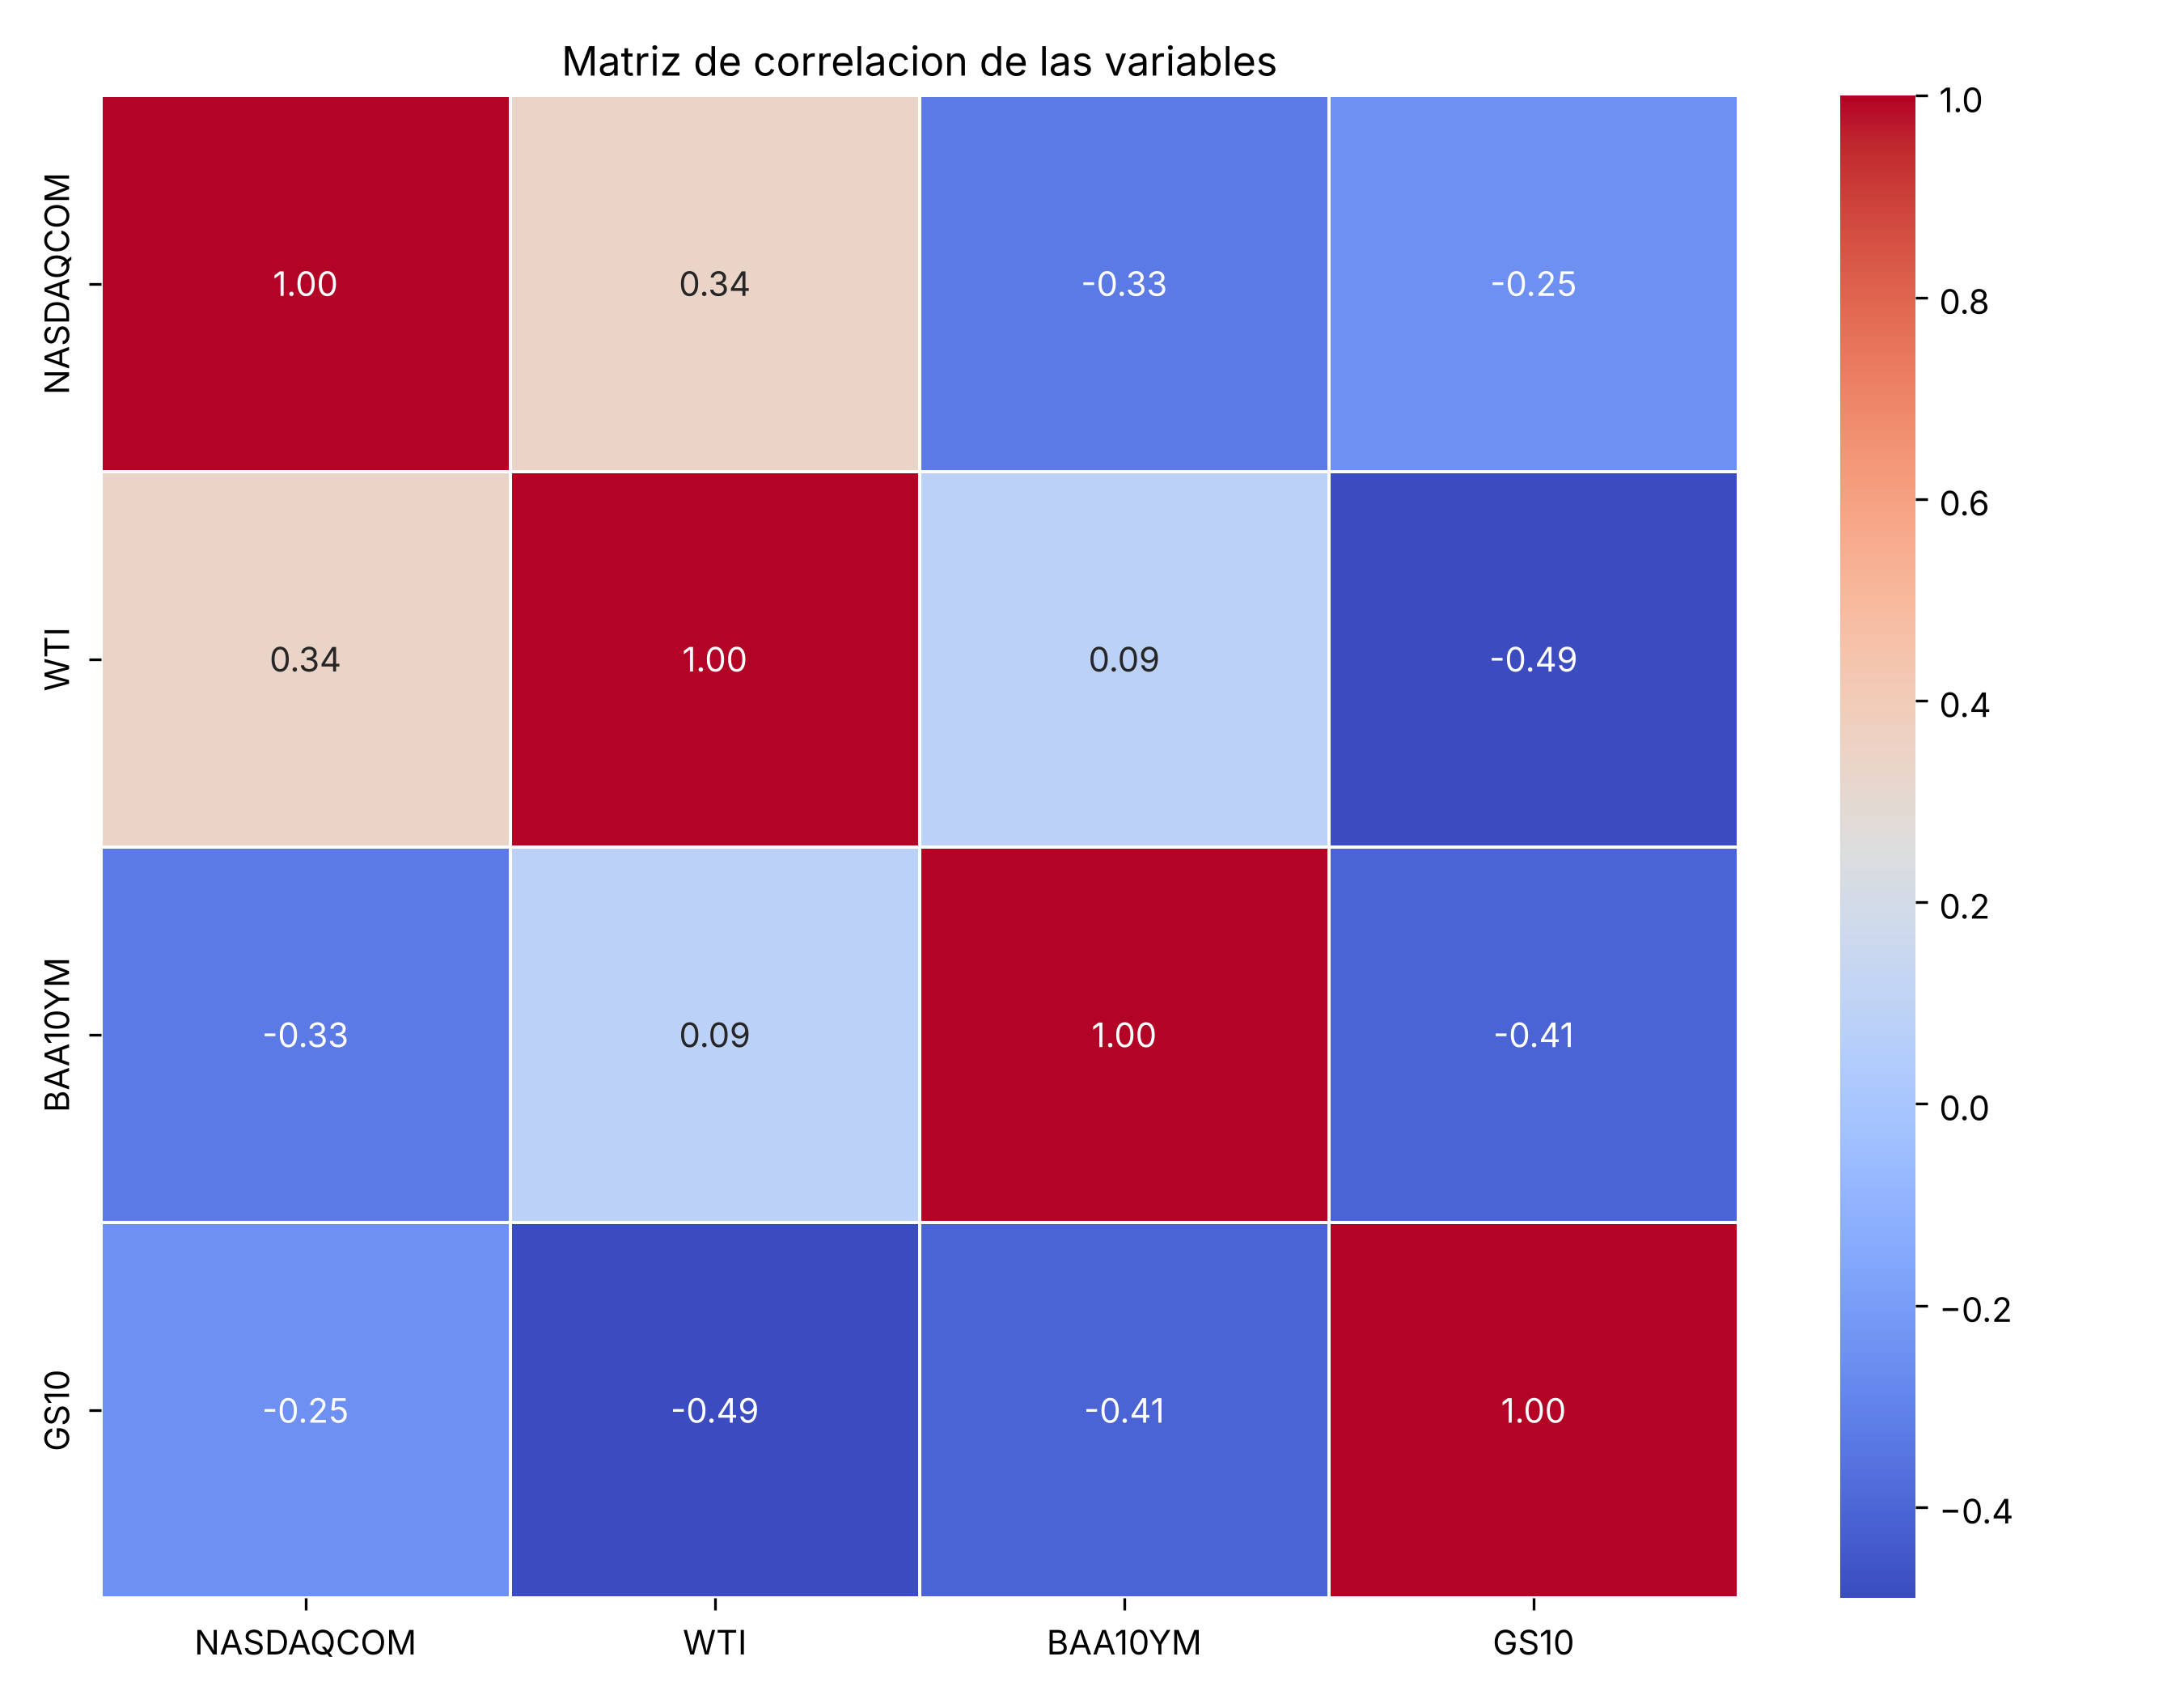 Matriz de correlacion de las variables
NASDAQCOM
1.00 0.34 -0.33 -0.25
WTI
0.34 1.00 0.09 -0.49
BAA10YM
-0.33 0.09 1.00 -0.41
GS10
-0.25 -0.49 -0.41 1.00
NASDAQCOM WTI BAA10YM GS10
1.0
0.8
0.6
0.4
0.2
0.0
−0.2
−0.4